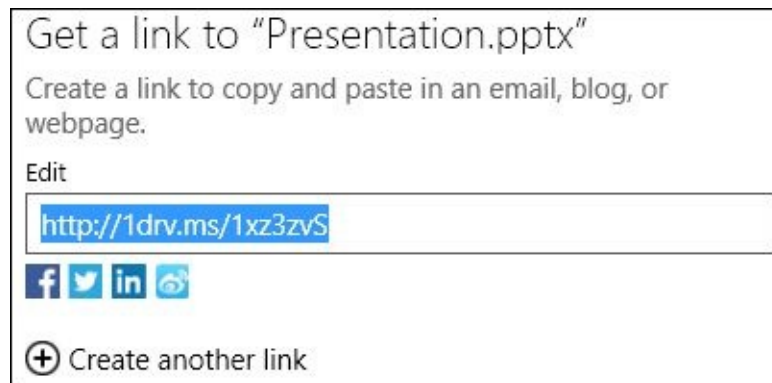 Get a link to “Presentation.pptx”
Create a link to copy and paste in an email, blog, or
webpage.
Edit
http://1drv.ms/1xz3zvS
Create another link